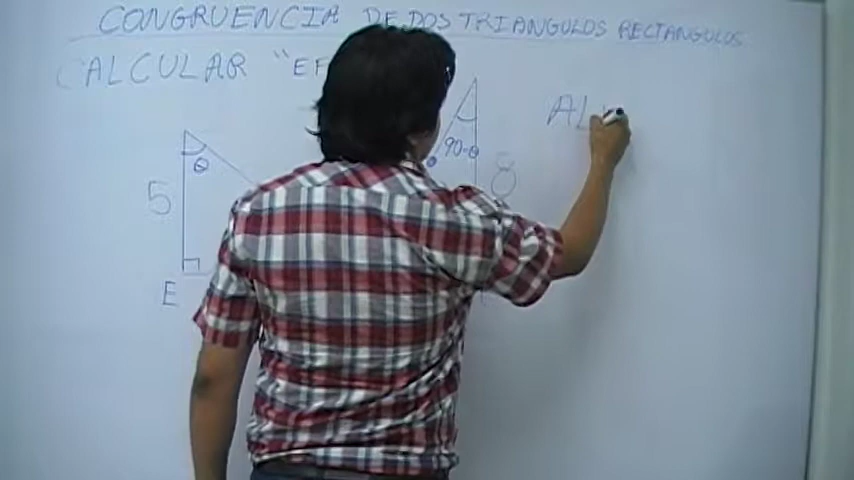 CONGRUENCIA DE DOS TRIANGULOS RECTANGULOS
CALCULAR "EF
90-θ
θ
5
8
E
AL